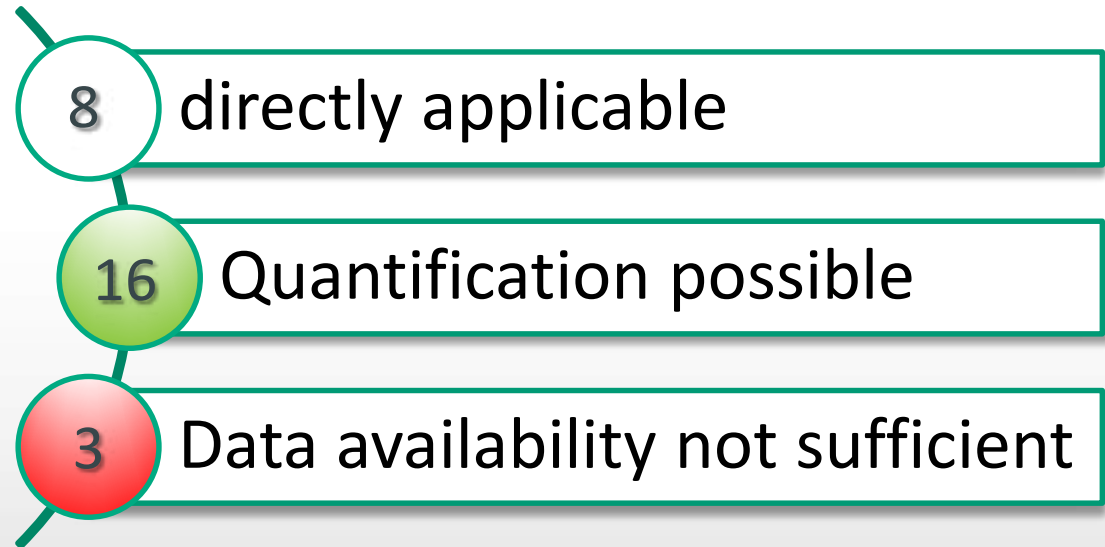 8 directly applicable
16 Quantification possible
3 Data availability not sufficient